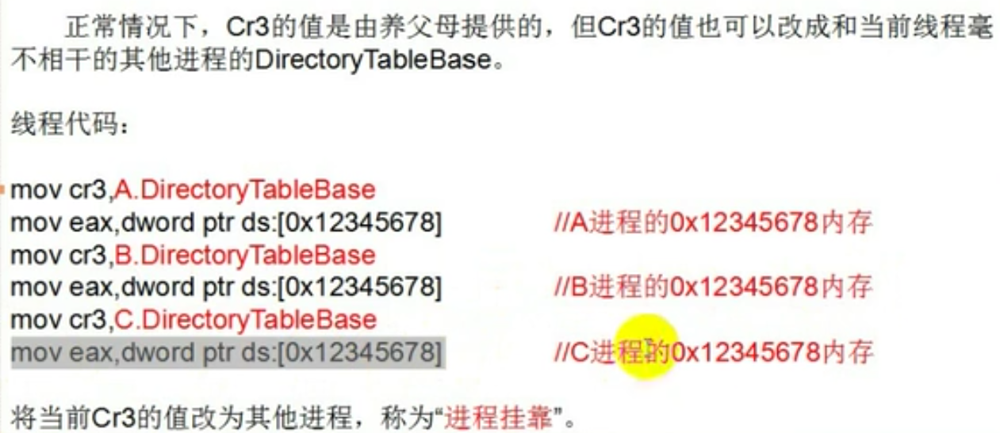 正常情况下，Cr3的值是由养父母提供的，但Cr3的值也可以改成和当前线程毫
不相干的其他进程的DirectoryTableBase。
线程代码：
mov cr3,A.DirectoryTableBase
mov eax,dword ptr ds:[0x12345678] //A进程的0x12345678内存
mov cr3,B.DirectoryTableBase
mov eax,dword ptr ds:[0x12345678] //B进程的0x12345678内存
mov cr3,C.DirectoryTableBase
mov eax,dword ptr ds:[0x12345678] //C进程的0x12345678内存
将当前Cr3的值改为其他进程，称为“进程挂靠”。